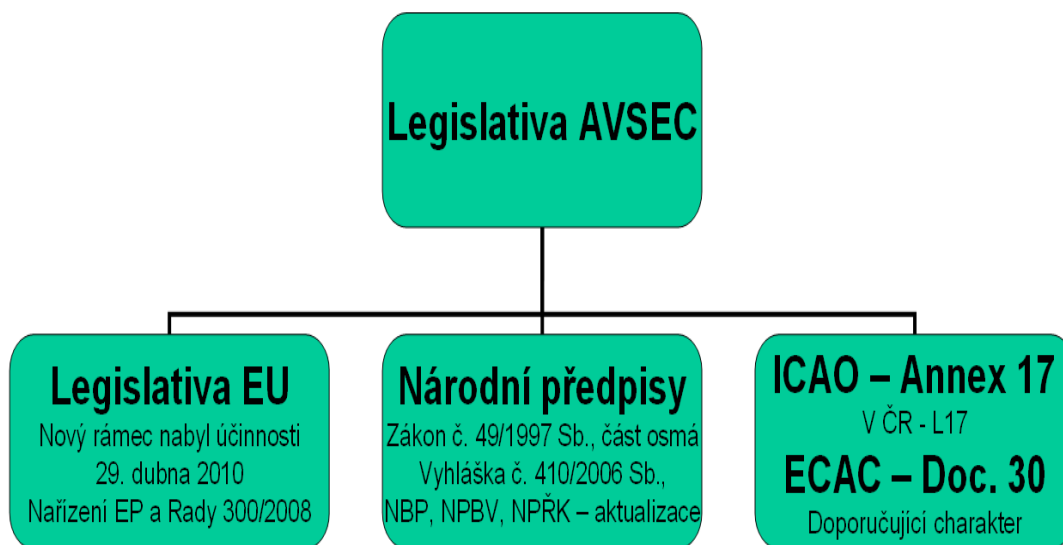 Legislativa AVSEC
Legislativa EU
Nový rámec nabyl účinnosti
29. dubna 2010
Nařízení EP a Rady 300/2008
Národní předpisy
Zákon č. 49/1997 Sb., část osmá
Vyhláška č. 410/2006 Sb.,
NBP, NPBV, NPŘK – aktualizace
ICAO – Annex 17
V ČR - L17
ECAC – Doc. 30
Doporučující charakter